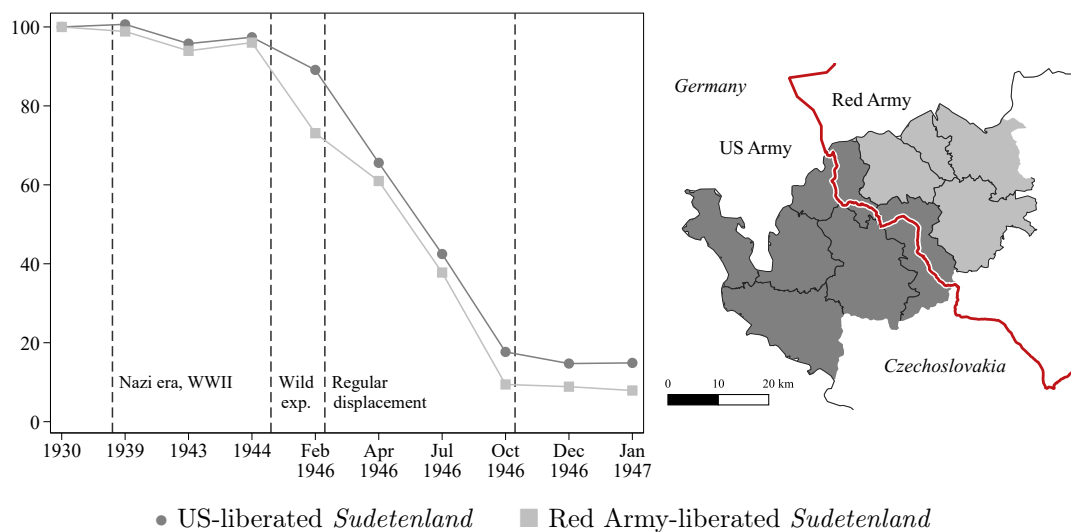 100
80
60
40
20
0
Nazi era, WWII
Wild
exp.
Regular
displacement
1930
1939
1943
1944
Feb
1946
Apr
1946
Jul
1946
Oct
1946
Dec
1946
Jan
1947
Germany
Red Army
US Army
Czechoslovakia
0 10 20 km
US-liberated Sudetenland
Red Army-liberated Sudetenland